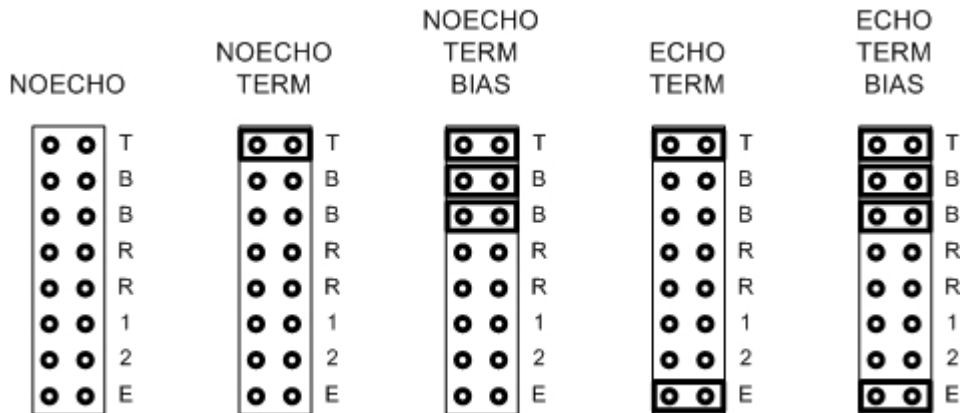 NOECHO
NOECHO
TERM
NOECHO
TERM
BIAS
ECHO
TERM
ECHO
TERM
BIAS
T T T T T
B B B B B
B B B B B
R R R R R
R R R R R
1 1 1 1 1
2 2 2 2 2
E E E E E